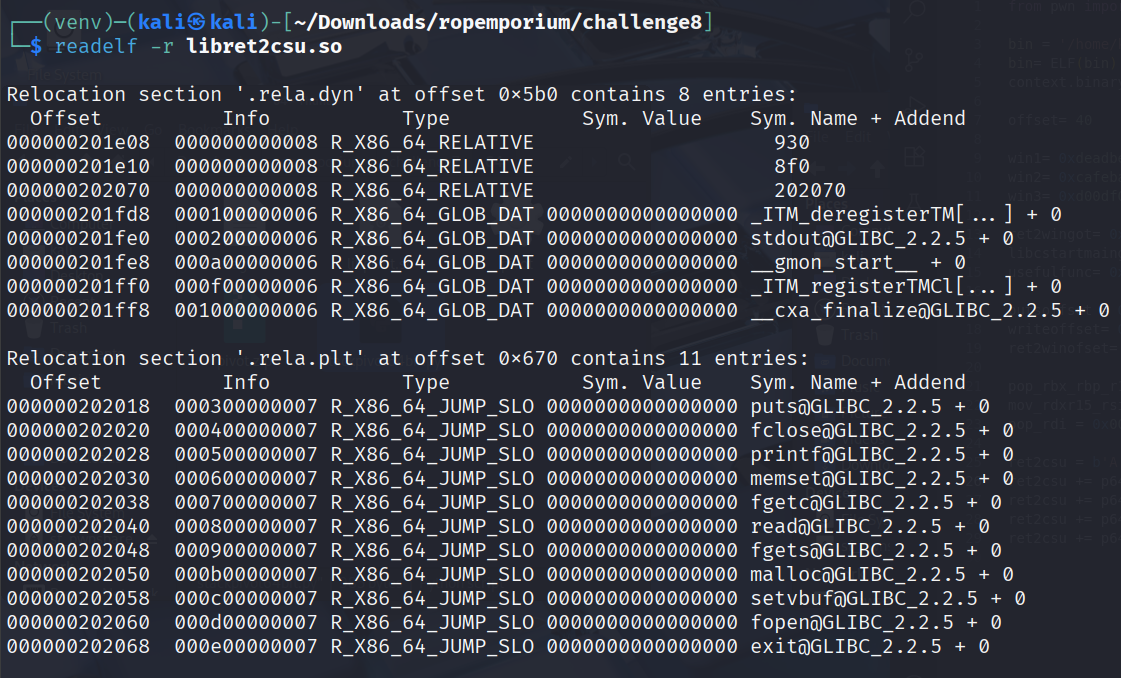 ┌──(venv)─(kali㉿kali)-[~/Downloads/ropemporium/challenge8]
└─$ readelf -r libret2csu.so
Relocation section '.rela.dyn' at offset 0×5b0 contains 8 entries:
  Offset          Info           Type           Sym. Value    Sym. Name + Addend
000000201e08  000000000008 R_X86_64_RELATIVE                    930
000000201e10  000000000008 R_X86_64_RELATIVE                    8f0
000000202070  000000000008 R_X86_64_RELATIVE                    202070
000000201fd8  000100000006 R_X86_64_GLOB_DAT 0000000000000000 _ITM_deregisterTM[...] + 0
000000201fe0  000200000006 R_X86_64_GLOB_DAT 0000000000000000 stdout@GLIBC_2.2.5 + 0
000000201fe8  000a00000006 R_X86_64_GLOB_DAT 0000000000000000 __gmon_start__ + 0
000000201ff0  000f00000006 R_X86_64_GLOB_DAT 0000000000000000 _ITM_registerTMCl[...] + 0
000000201ff8  001000000006 R_X86_64_GLOB_DAT 0000000000000000 __cxa_finalize@GLIBC_2.2.5 + 0
Relocation section '.rela.plt' at offset 0×670 contains 11 entries:
  Offset          Info           Type           Sym. Value    Sym. Name + Addend
000000202018  000300000007 R_X86_64_JUMP_SLO 0000000000000000 puts@GLIBC_2.2.5 + 0
000000202020  000400000007 R_X86_64_JUMP_SLO 0000000000000000 fclose@GLIBC_2.2.5 + 0
000000202028  000500000007 R_X86_64_JUMP_SLO 0000000000000000 printf@GLIBC_2.2.5 + 0
000000202030  000600000007 R_X86_64_JUMP_SLO 0000000000000000 memset@GLIBC_2.2.5 + 0
000000202038  000700000007 R_X86_64_JUMP_SLO 0000000000000000 fgetc@GLIBC_2.2.5 + 0
000000202040  000800000007 R_X86_64_JUMP_SLO 0000000000000000 read@GLIBC_2.2.5 + 0
000000202048  000900000007 R_X86_64_JUMP_SLO 0000000000000000 fgets@GLIBC_2.2.5 + 0
000000202050  000b00000007 R_X86_64_JUMP_SLO 0000000000000000 malloc@GLIBC_2.2.5 + 0
000000202058  000c00000007 R_X86_64_JUMP_SLO 0000000000000000 setvbuf@GLIBC_2.2.5 + 0
000000202060  000d00000007 R_X86_64_JUMP_SLO 0000000000000000 fopen@GLIBC_2.2.5 + 0
000000202068  000e00000007 R_X86_64_JUMP_SLO 0000000000000000 exit@GLIBC_2.2.5 + 0